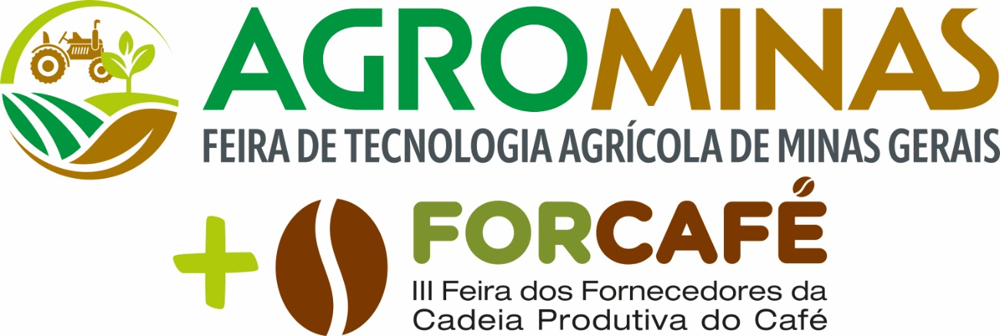 AGROMINAS
FEIRA DE TECNOLOGIA AGRÍCOLA DE MINAS GERAIS
+ FORCAFÉ
III Feira dos Fornecedores da
Cadeia Produtiva do Café